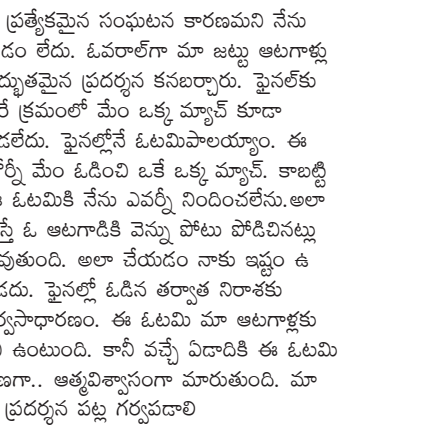 ప్రత్యేకమైన సంఘటన కారణమని నేను
డం లేదు. ఓవరాల్‌గా మా జట్టు ఆటగాళ్లు
ద్భుతమైన ప్రదర్శన కనబర్చారు. ఫైనల్‌కు
రే క్రమంలో మేం ఒక్క మ్యాచ్ కూడా
డలేదు. ఫైనల్లోనే ఓటమిపాలయ్యాం. ఈ
ోర్నీ మేం ఓడించి ఒకే ఒక్క మ్యాచ్. కాబట్టి
ఓటమికి నేను ఎవర్నీ నిందించలేను.అలా
స్తే ఓ ఆటగాడికి వెన్ను పోటు పోడిచినట్లు
వుతుంది. అలా చేయడం నాకు ఇష్టం ఉ
డదు. ఫైనల్లో ఓడిన తర్వాత నిరాశకు
ర్వసాధారణం. ఈ ఓటమి మా ఆటగాళ్లకు
ఉంటుంది. కానీ వచ్చే ఏడాదికి ఈ ఓటమి
ణగా.. ఆత్మవిశ్వాసంగా మారుతుంది. మా
ప్రదర్శన పట్ల గర్వపడాలి